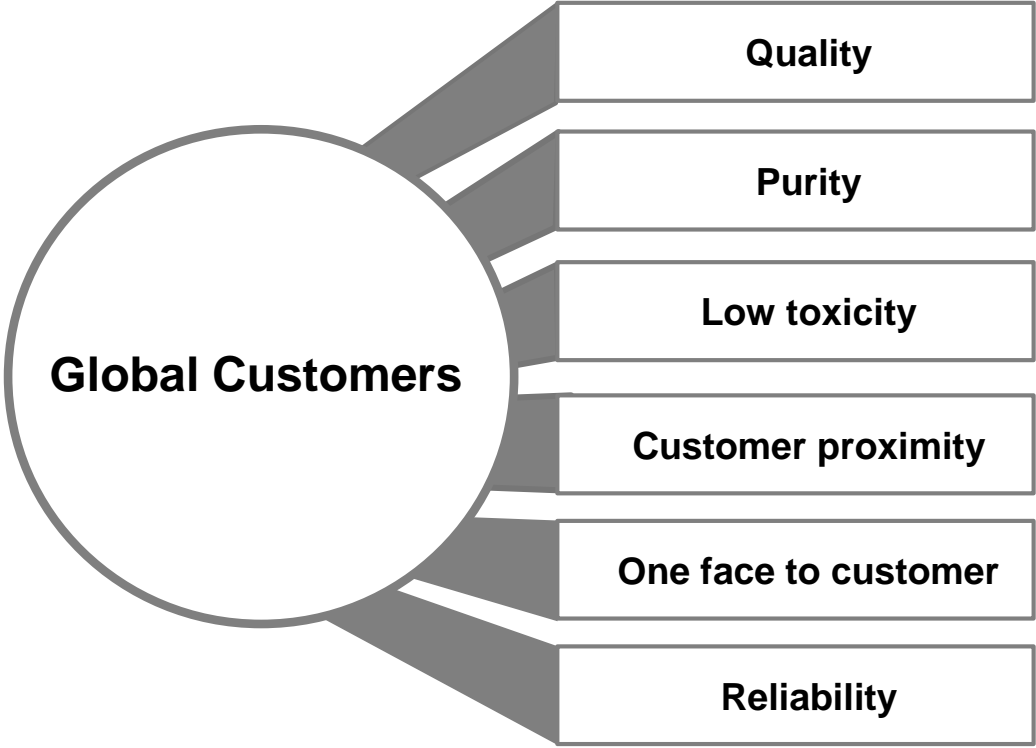 Quality
Purity
Low toxicity
Global Customers
Customer proximity
One face to customer
Reliability